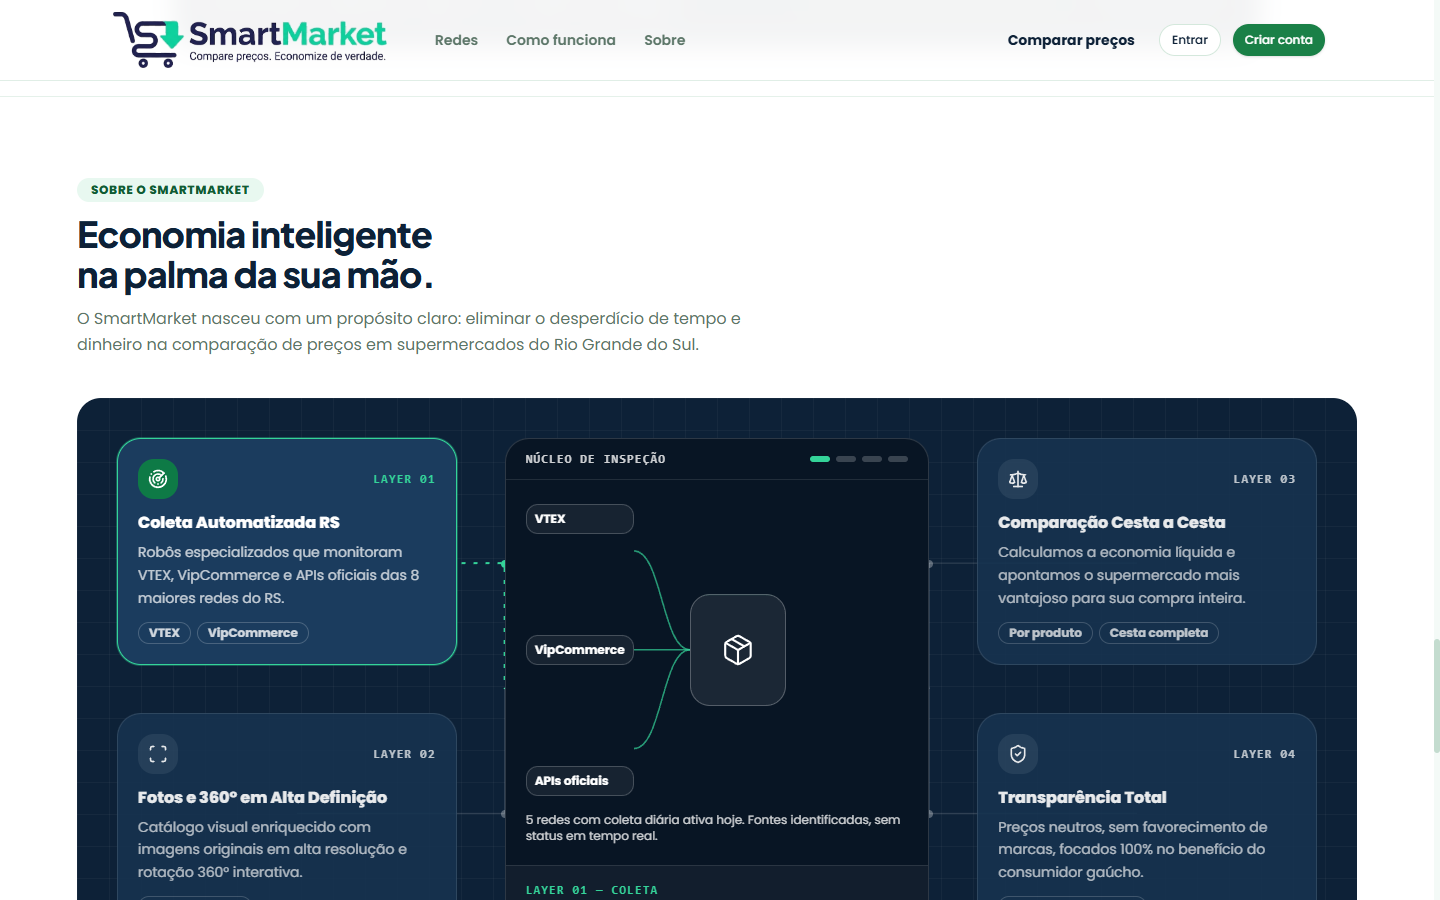 SmartMarket
Compare preços. Economize de verdade.
Redes
Como funciona
Sobre
Comparar preços
Entrar
Criar conta
SOBRE O SMARTMARKET
Economia inteligente
na palma da sua mão.
O SmartMarket nasceu com um propósito claro: eliminar o desperdício de tempo e
dinheiro na comparação de preços em supermercados do Rio Grande do Sul.
LAYER 01
Coleta Automatizada RS
Robôs especializados que monitoram
VTEX, VipCommerce e APIs oficiais das 8
maiores redes do RS.
VTEX
VipCommerce
LAYER 02
Fotos e 360° em Alta Definição
Catálogo visual enriquecido com
imagens originais em alta resolução e
rotação 360° interativa.
NÚCLEO DE INSPEÇÃO
VTEX
VipCommerce
APIs oficiais
5 redes com coleta diária ativa hoje. Fontes identificadas, sem
status em tempo real.
LAYER 01 — COLETA
LAYER 03
Comparação Cesta a Cesta
Calculamos a economia líquida e
apontamos o supermercado mais
vantajoso para sua compra inteira.
Por produto
Cesta completa
LAYER 04
Transparência Total
Preços neutros, sem favorecimento de
marcas, focados 100% no benefício do
consumidor gaúcho.